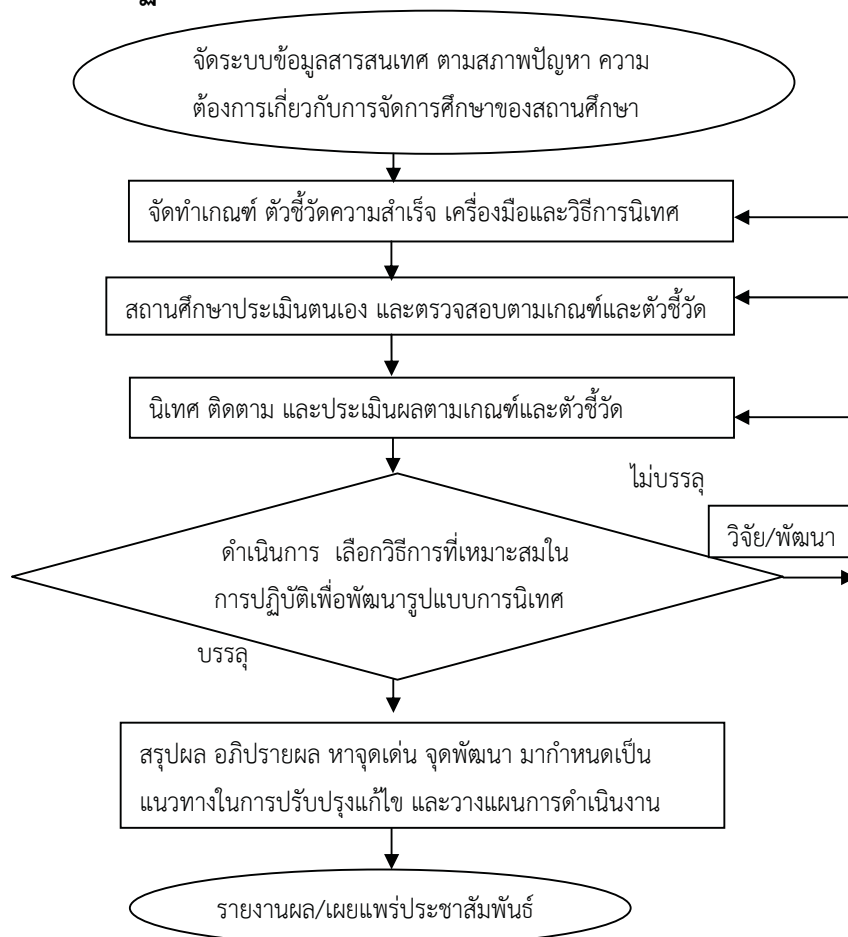 จัดระบบข้อมูลสารสนเทศ ตามสภาพปัญหา ความ
ต้องการเกี่ยวกับการจัดการศึกษาของสถานศึกษา
จัดทำเกณฑ์ ตัวชี้วัดความสำเร็จ เครื่องมือและวิธีการนิเทศ
สถานศึกษาประเมินตนเอง และตรวจสอบตามเกณฑ์และตัวชี้วัด
นิเทศ ติดตาม และประเมินผลตามเกณฑ์และตัวชี้วัด
ไม่บรรลุ
วิจัย/พัฒนา
ดำเนินการ เลือกวิธีการที่เหมาะสมใน
การปฏิบัติเพื่อพัฒนารูปแบบการนิเทศ
บรรลุ
สรุปผล อภิปรายผล หาจุดเด่น จุดพัฒนา มากำหนดเป็น
แนวทางในการปรับปรุงแก้ไข และวางแผนการดำเนินงาน
รายงานผล/เผยแพร่ประชาสัมพันธ์